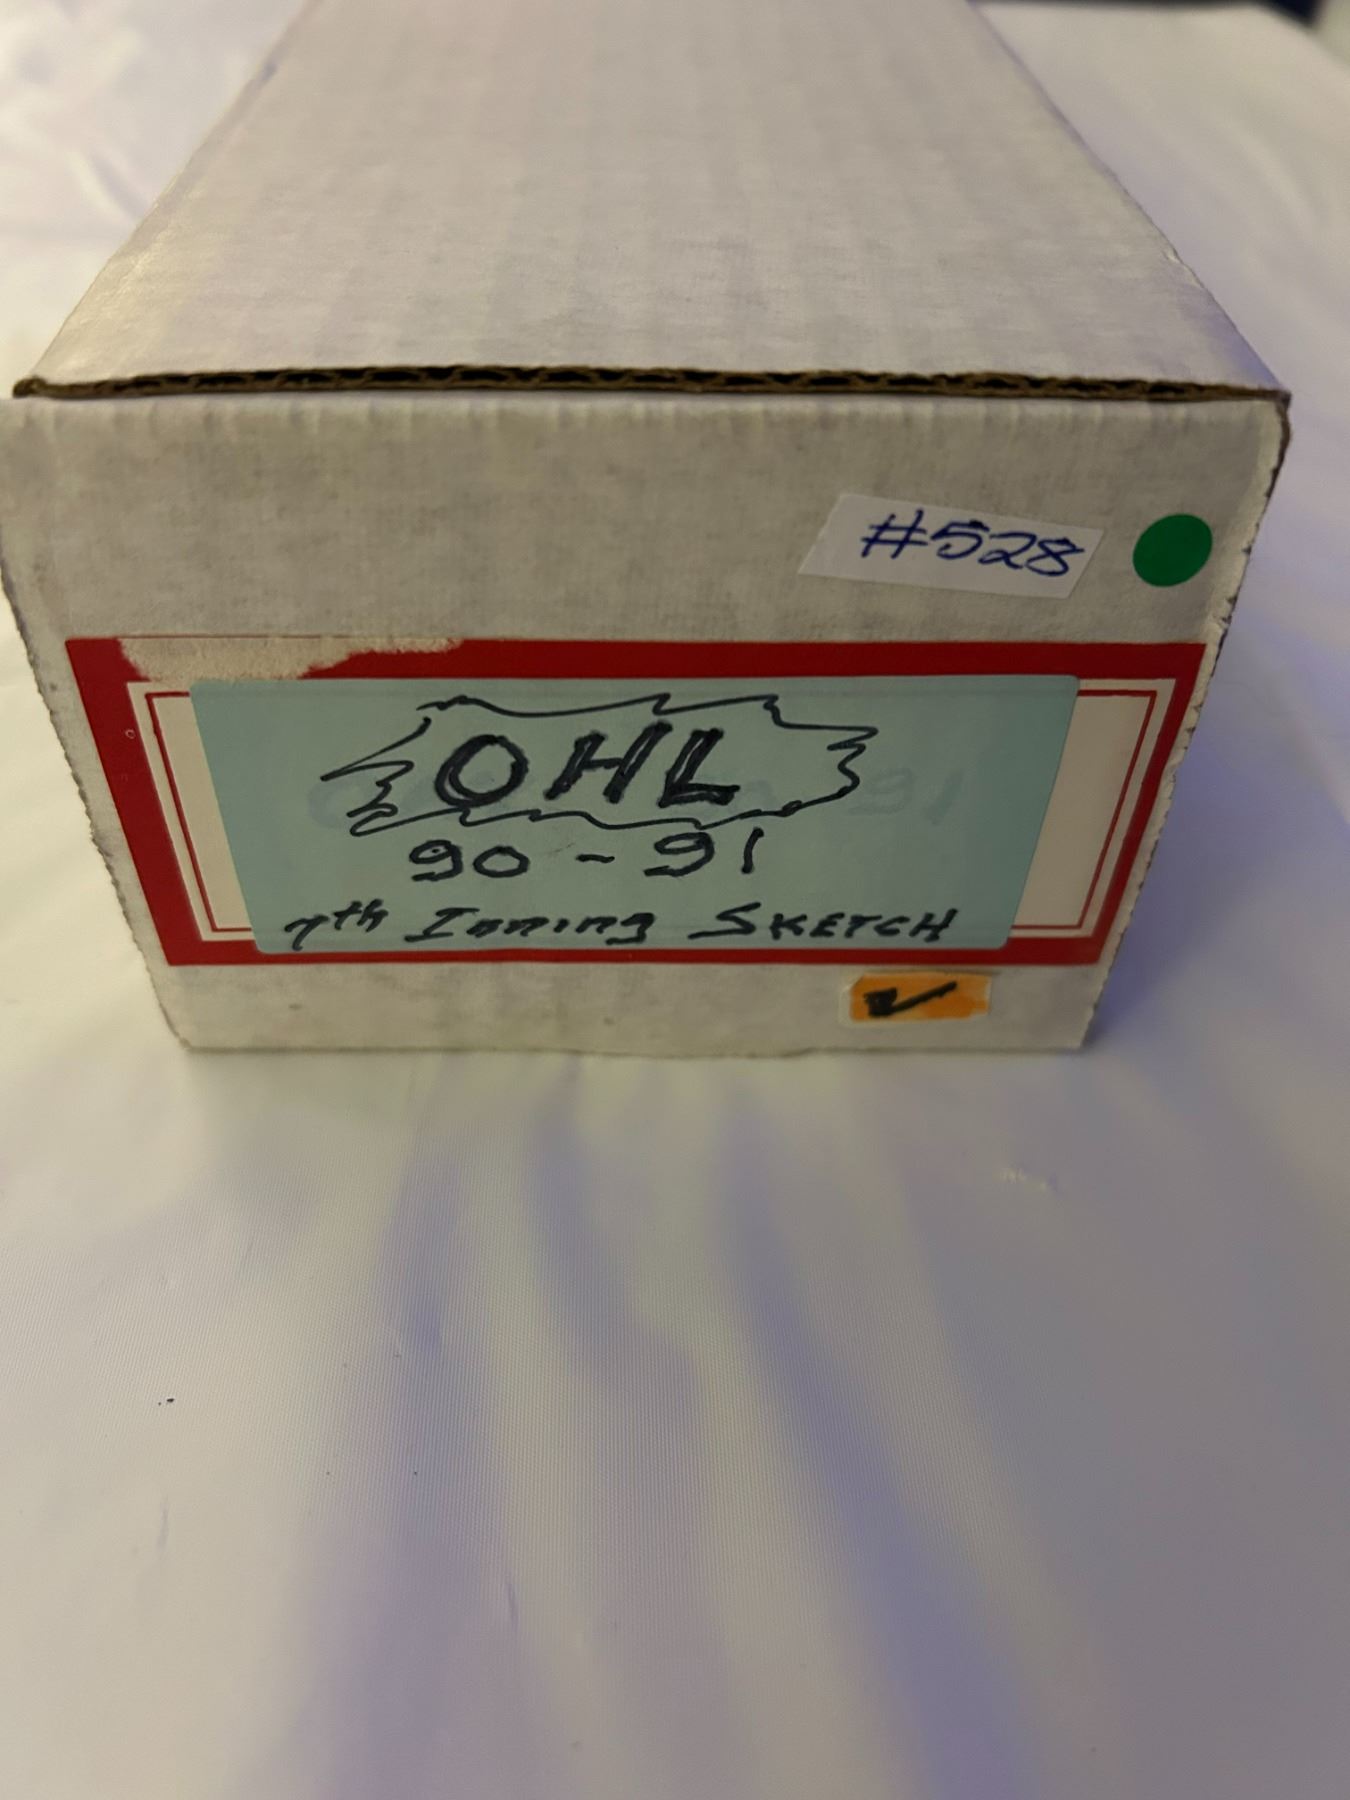 #528
OHL
90-91
7th Inning SKETCH